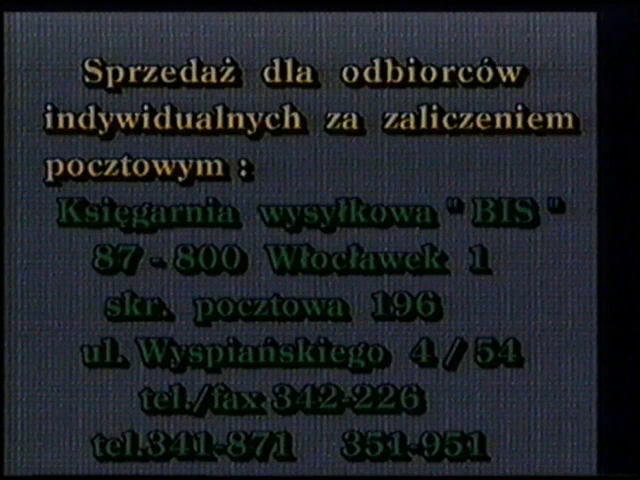 Sprzedaż dla odbiorców
indywidualnych za zaliczeniem
pocztowym :
Księgarnia wysyłkowa " BIS "
87 - 800 Włocławek 1
skr. pocztowa 196
ul. Wyspiańskiego 4 / 54
tel./fax 342-226
tel.341-871 351-951